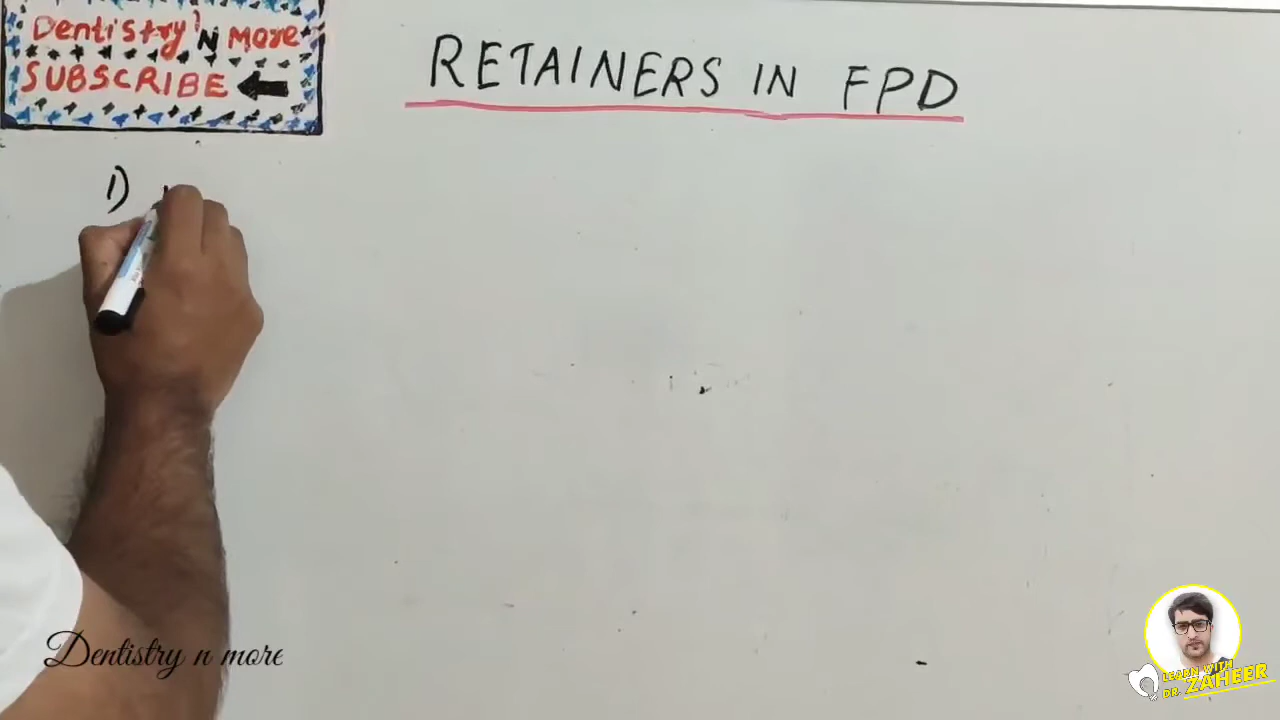 Dentistry'N More
SUBSCRIBE
RETAINERS IN FPD
1)
Dentistry n more
LEARN WITH
DR. ZAHEER